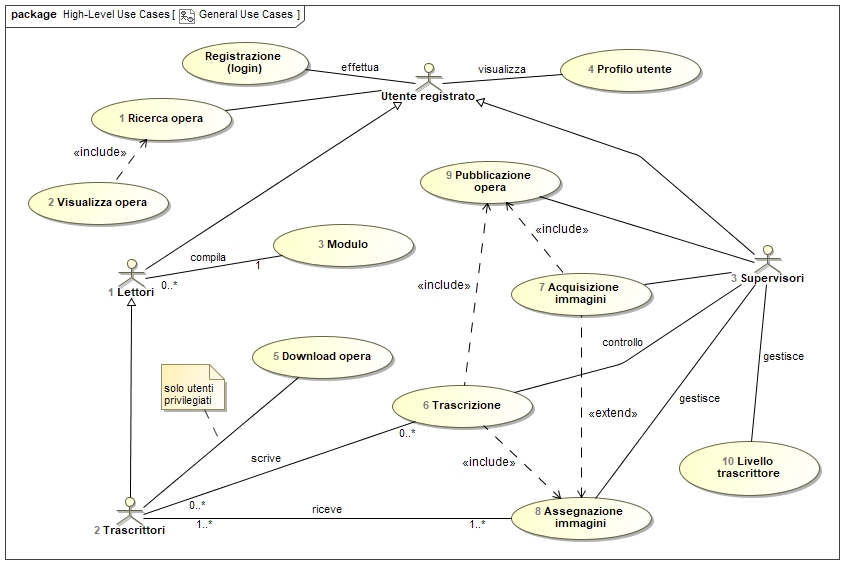 package High-Level Use Cases [ General Use Cases ]
Registrazione
(login)
effettua
visualizza
4 Profilo utente
Utente registrato
1 Ricerca opera
«include»
2 Visualizza opera
9 Pubblicazione
opera
«include»
3 Modulo
compila
1
0..*
1 Lettori
3 Supervisori
7 Acquisizione
immagini
«include»
controllo
gestisce
5 Download opera
solo utenti
privilegiati
6 Trascrizione
0..*
«extend»
gestisce
scrive
«include»
10 Livello
trascrittore
0..*
riceve
1..*
1..*
2 Trascrittori
8 Assegnazione
immagini